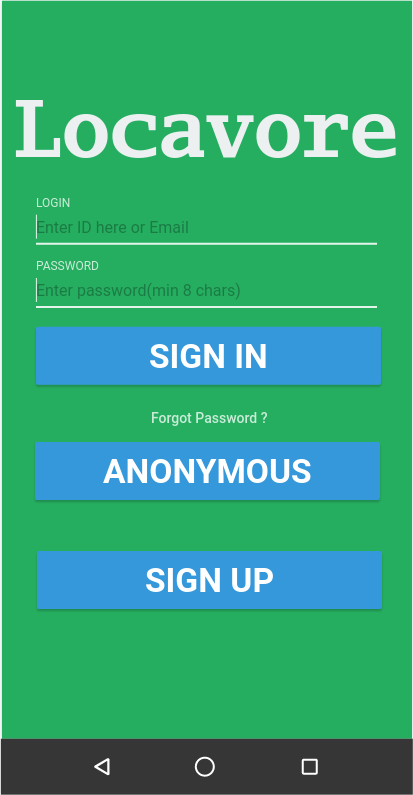 Locavore
LOGIN
Enter ID here or Email
PASSWORD
Enter password(min 8 chars)
SIGN IN
Forgot Password ?
ANONYMOUS
SIGN UP